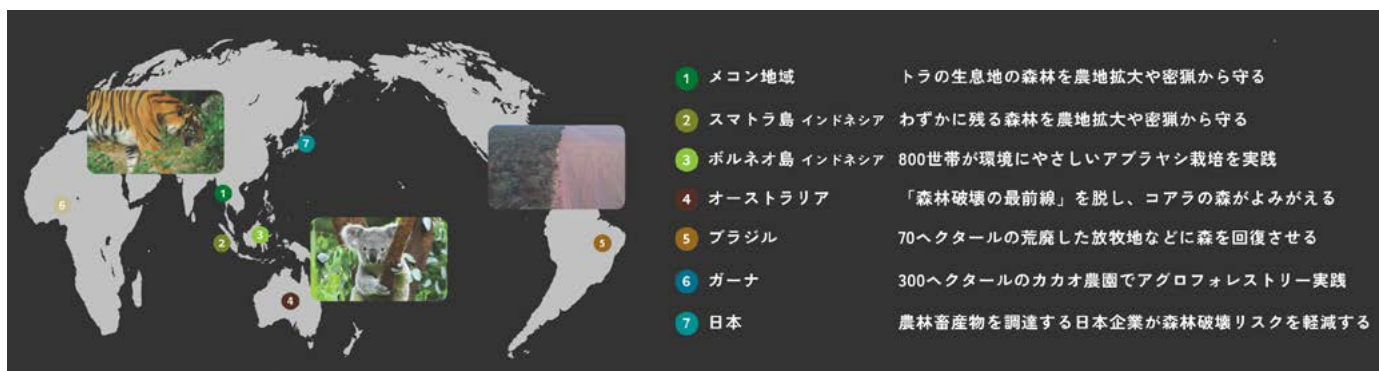 1 メコン地域 トラの生息地の森林を農地拡大や密猟から守る
2 スマトラ島 インドネシア わずかに残る森林を農地拡大や密猟から守る
3 ボルネオ島 インドネシア 800世帯が環境にやさしいアブラヤシ栽培を実践
4 オーストラリア 「森林破壊の最前線」を脱し、コアラの森がよみがえる
5 ブラジル 70ヘクタールの荒廃した放牧地などに森を回復させる
6 ガーナ 300ヘクタールのカカオ農園でアグロフォレストリー実践
7 日本 農林畜産物を調達する日本企業が森林破壊リスクを軽減する
7
1
6
3
2
5
4